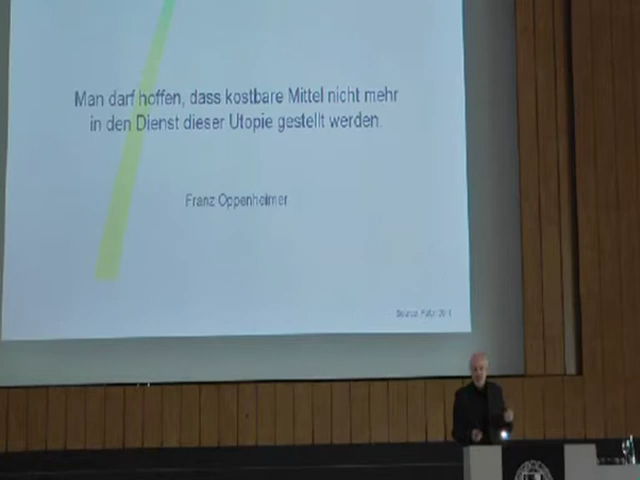 Man darf hoffen, dass kostbare Mittel nicht mehr
in den Dienst dieser Utopie gestellt werden.
Franz Oppenheimer